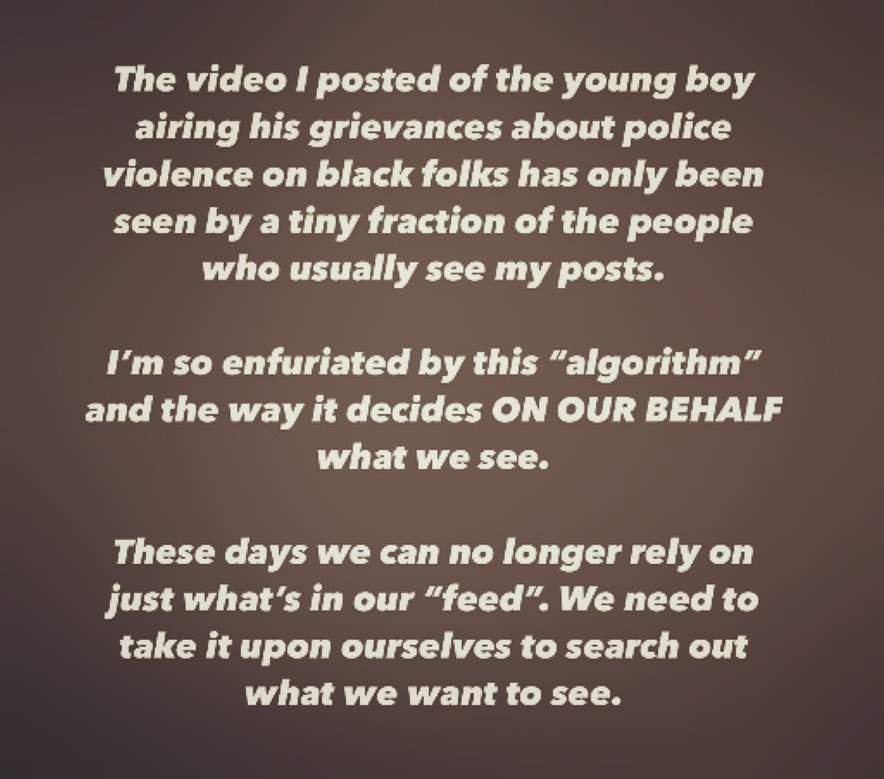 The video I posted of the young boy
airing his grievances about police
violence on black folks has only been
seen by a tiny fraction of the people
who usually see my posts.
I'm so enfuriated by this "algorithm"
and the way it decides ON OUR BEHALF
what we see.
These days we can no longer rely on
just what's in our "feed". We need to
take it upon ourselves to search out
what we want to see.